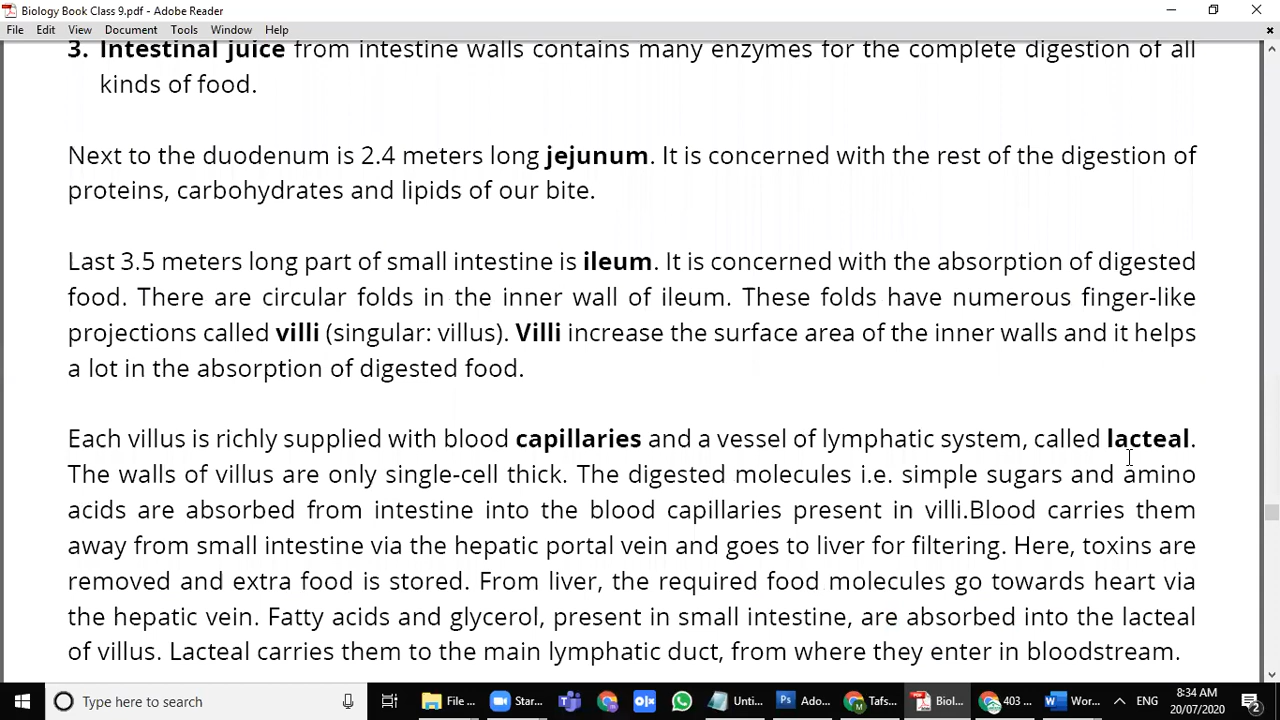 Biology Book Class 9.pdf - Adobe Reader
File Edit View Document Tools Window Help
3. Intestinal juice from intestine walls contains many enzymes for the complete digestion of all
kinds of food.
Next to the duodenum is 2.4 meters long jejunum. It is concerned with the rest of the digestion of
proteins, carbohydrates and lipids of our bite.
Last 3.5 meters long part of small intestine is ileum. It is concerned with the absorption of digested
food. There are circular folds in the inner wall of ileum. These folds have numerous finger-like
projections called villi (singular: villus). Villi increase the surface area of the inner walls and it helps
a lot in the absorption of digested food.
Each villus is richly supplied with blood capillaries and a vessel of lymphatic system, called lacteal.
The walls of villus are only single-cell thick. The digested molecules i.e. simple sugars and amino
acids are absorbed from intestine into the blood capillaries present in villi.Blood carries them
away from small intestine via the hepatic portal vein and goes to liver for filtering. Here, toxins are
removed and extra food is stored. From liver, the required food molecules go towards heart via
the hepatic vein. Fatty acids and glycerol, present in small intestine, are absorbed into the lacteal
of villus. Lacteal carries them to the main lymphatic duct, from where they enter in bloodstream.
Type here to search File ... Star... Unti... Ps Ado... Tafs... Biol... 403 ... Wor... ENG 8:34 AM
20/07/2020 2